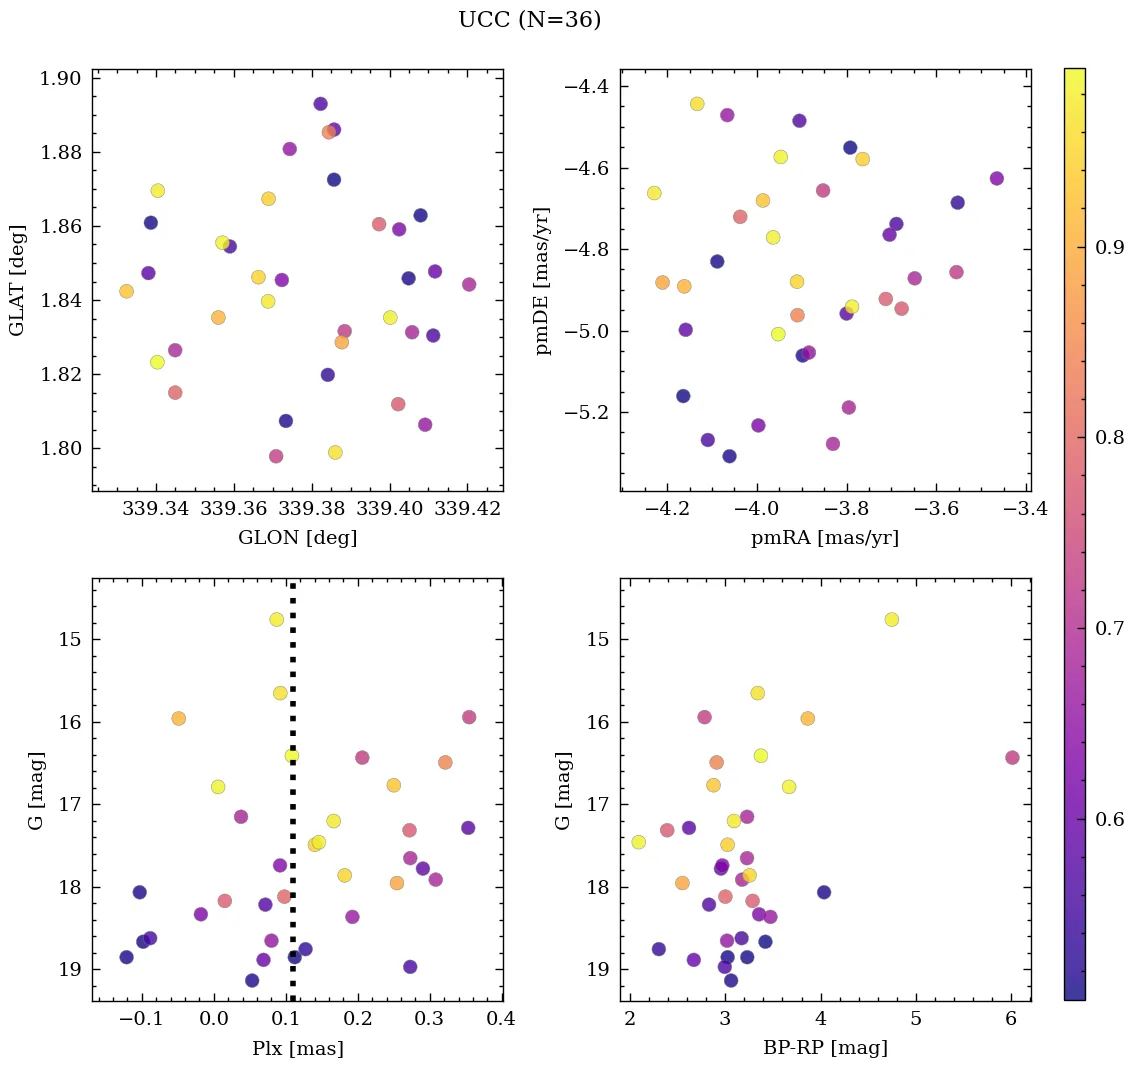 UCC (N=36)
1.90
1.88
1.86
1.84
1.82
1.80
GLAT [deg]
339.34 339.36 339.38 339.40 339.42
GLON [deg]
−4.4
−4.6
−4.8
−5.0
−5.2
pmDE [mas/yr]
−4.2 −4.0 −3.8 −3.6 −3.4
pmRA [mas/yr]
0.9
0.8
0.7
0.6
15
16
17
18
19
G [mag]
−0.1 0.0 0.1 0.2 0.3 0.4
Plx [mas]
15
16
17
18
19
G [mag]
2 3 4 5 6
BP-RP [mag]